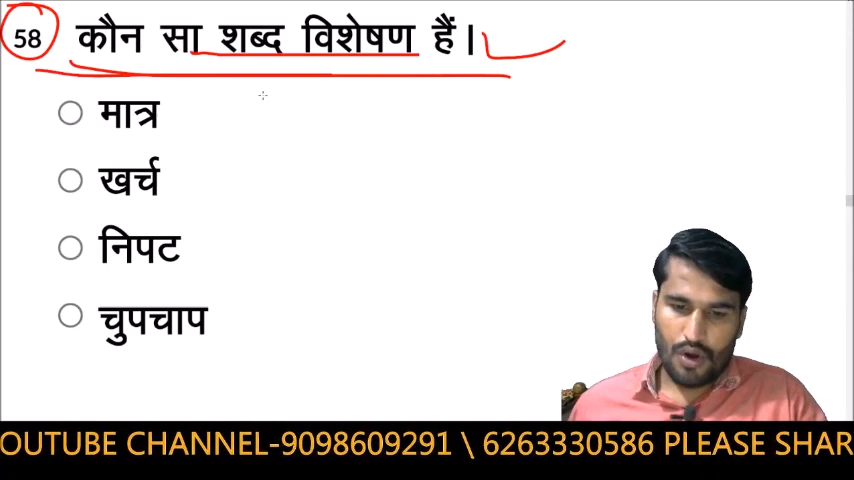 58 कौन सा शब्द विशेषण हैं।
मात्र
खर्च
निपट
चुपचाप
OUTUBE CHANNEL-9098609291 \ 6263330586 PLEASE SHAR